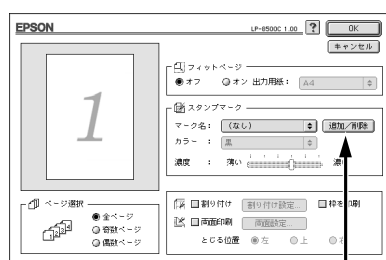 EPSON
LP-8500C 1.00
?
OK
キャンセル
1
フィットページ
オフ
オン 出力用紙： A4
スタンプマーク
マーク名： (なし)
追加／削除
カラー ： 黒
濃度 ： 薄い 濃い
ページ選択
全ページ
奇数ページ
偶数ページ
割り付け 割り付け設定... 枠を印刷
両面印刷 両面設定...
とじる位置 左 上 右